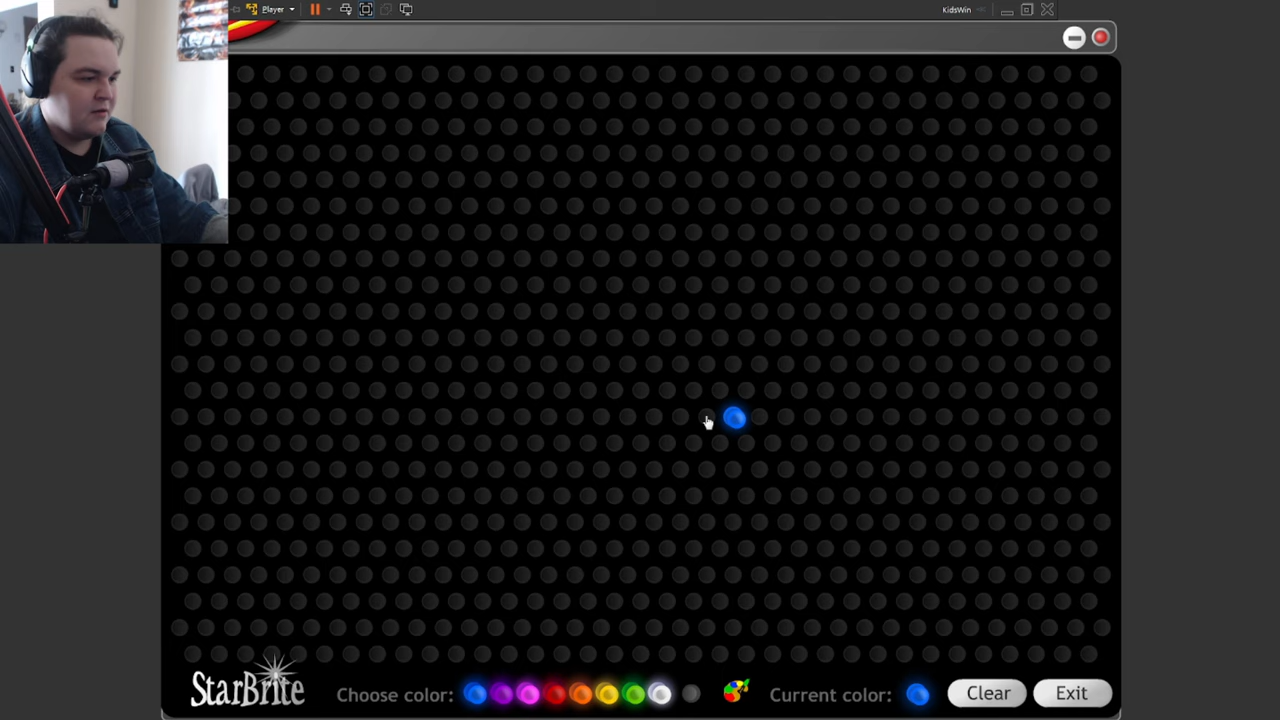 Player
KidsWin
StarBrite
Choose color:
Current color:
Clear
Exit